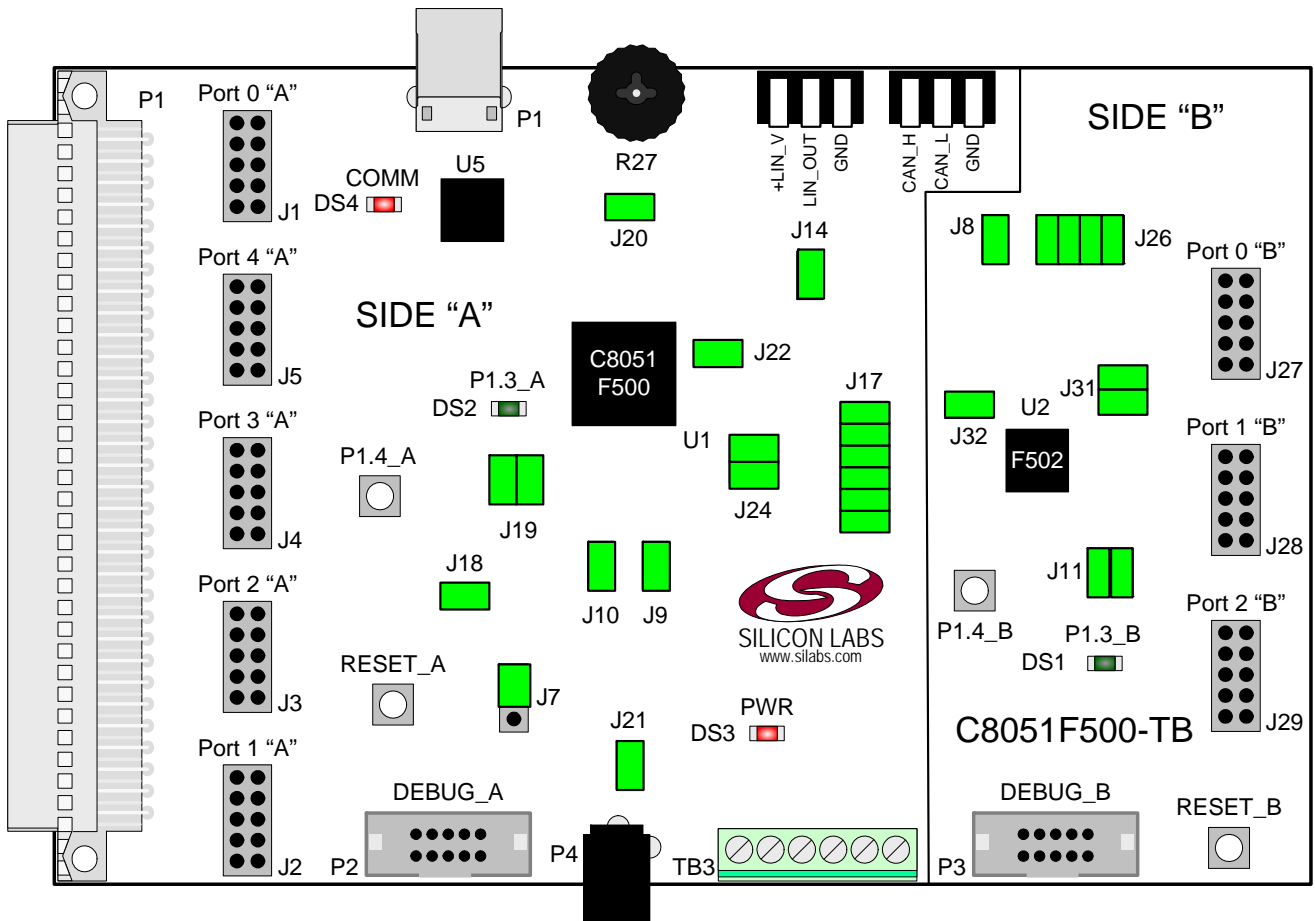 P1
Port 0 “A”
J1
P1
R27
+LIN_V
LIN_OUT
GND
CAN_H
CAN_L
GND
SIDE “B”
COMM
DS4
U5
J20
J14
J8
J26
Port 0 “B”
J27
Port 4 “A”
J5
SIDE “A”
C8051
F500
J22
J17
J31
P1.3_A
DS2
J32
U2
F502
Port 3 “A”
J4
P1.4_A
J19
U1
J24
Port 1 “B”
J28
J18
J10
J9
SILICON LABS
www.silabs.com
P1.4_B
J11
P1.3_B
DS1
Port 2 “A”
J3
RESET_A
J7
J21
PWR
DS3
C8051F500-TB
Port 2 “B”
J29
Port 1 “A”
J2
DEBUG_A
P2
P4
TB3
DEBUG_B
P3
RESET_B